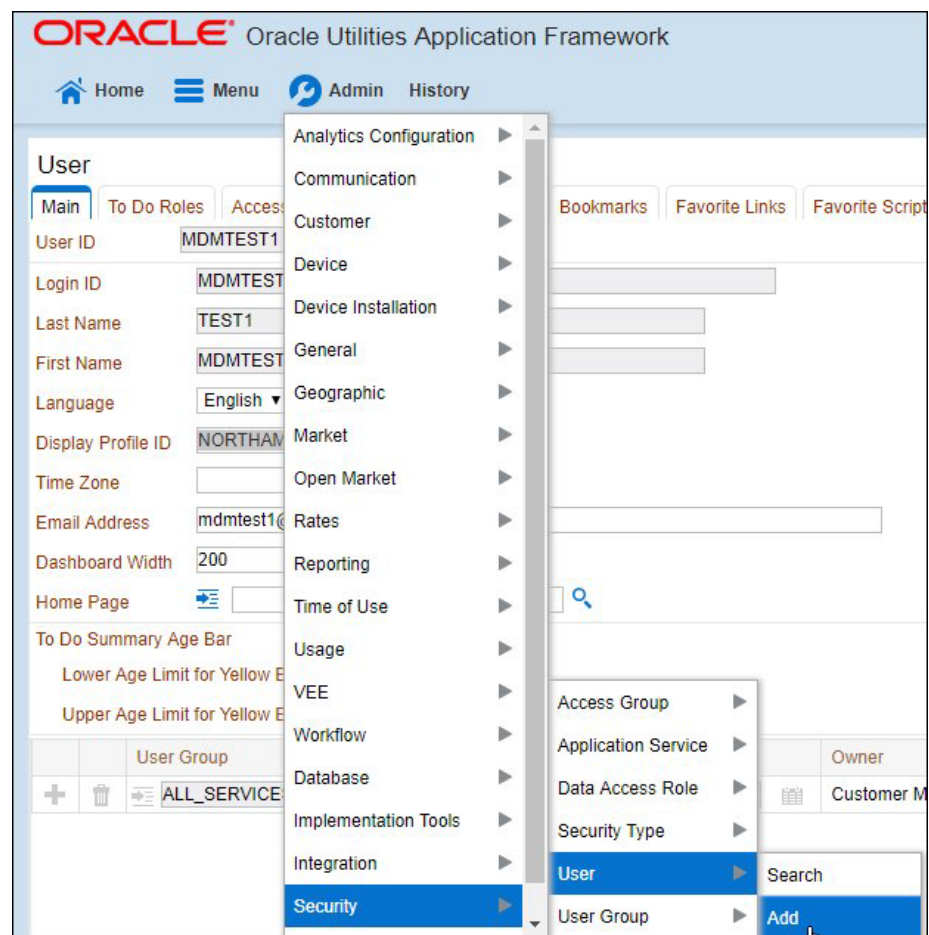 ORACLE® Oracle Utilities Application Framework
Home Menu Admin History
Analytics Configuration
Communication
Customer
Device
Device Installation
General
Geographic
Market
Open Market
Rates
Reporting
Time of Use
Usage
VEE
Workflow
Database
Implementation Tools
Integration
Security
Access Group
Application Service
Data Access Role
Security Type
User
User Group
Search
Add
User
Main To Do Roles Access Bookmarks Favorite Links Favorite Script
User ID MDMTEST1
Login ID MDMTEST
Last Name TEST1
First Name MDMTEST
Language English
Display Profile ID NORTHAM
Time Zone
Email Address mdmtest1@
Dashboard Width 200
Home Page
To Do Summary Age Bar
Lower Age Limit for Yellow
Upper Age Limit for Yellow
User Group Owner
ALL_SERVICE Customer M